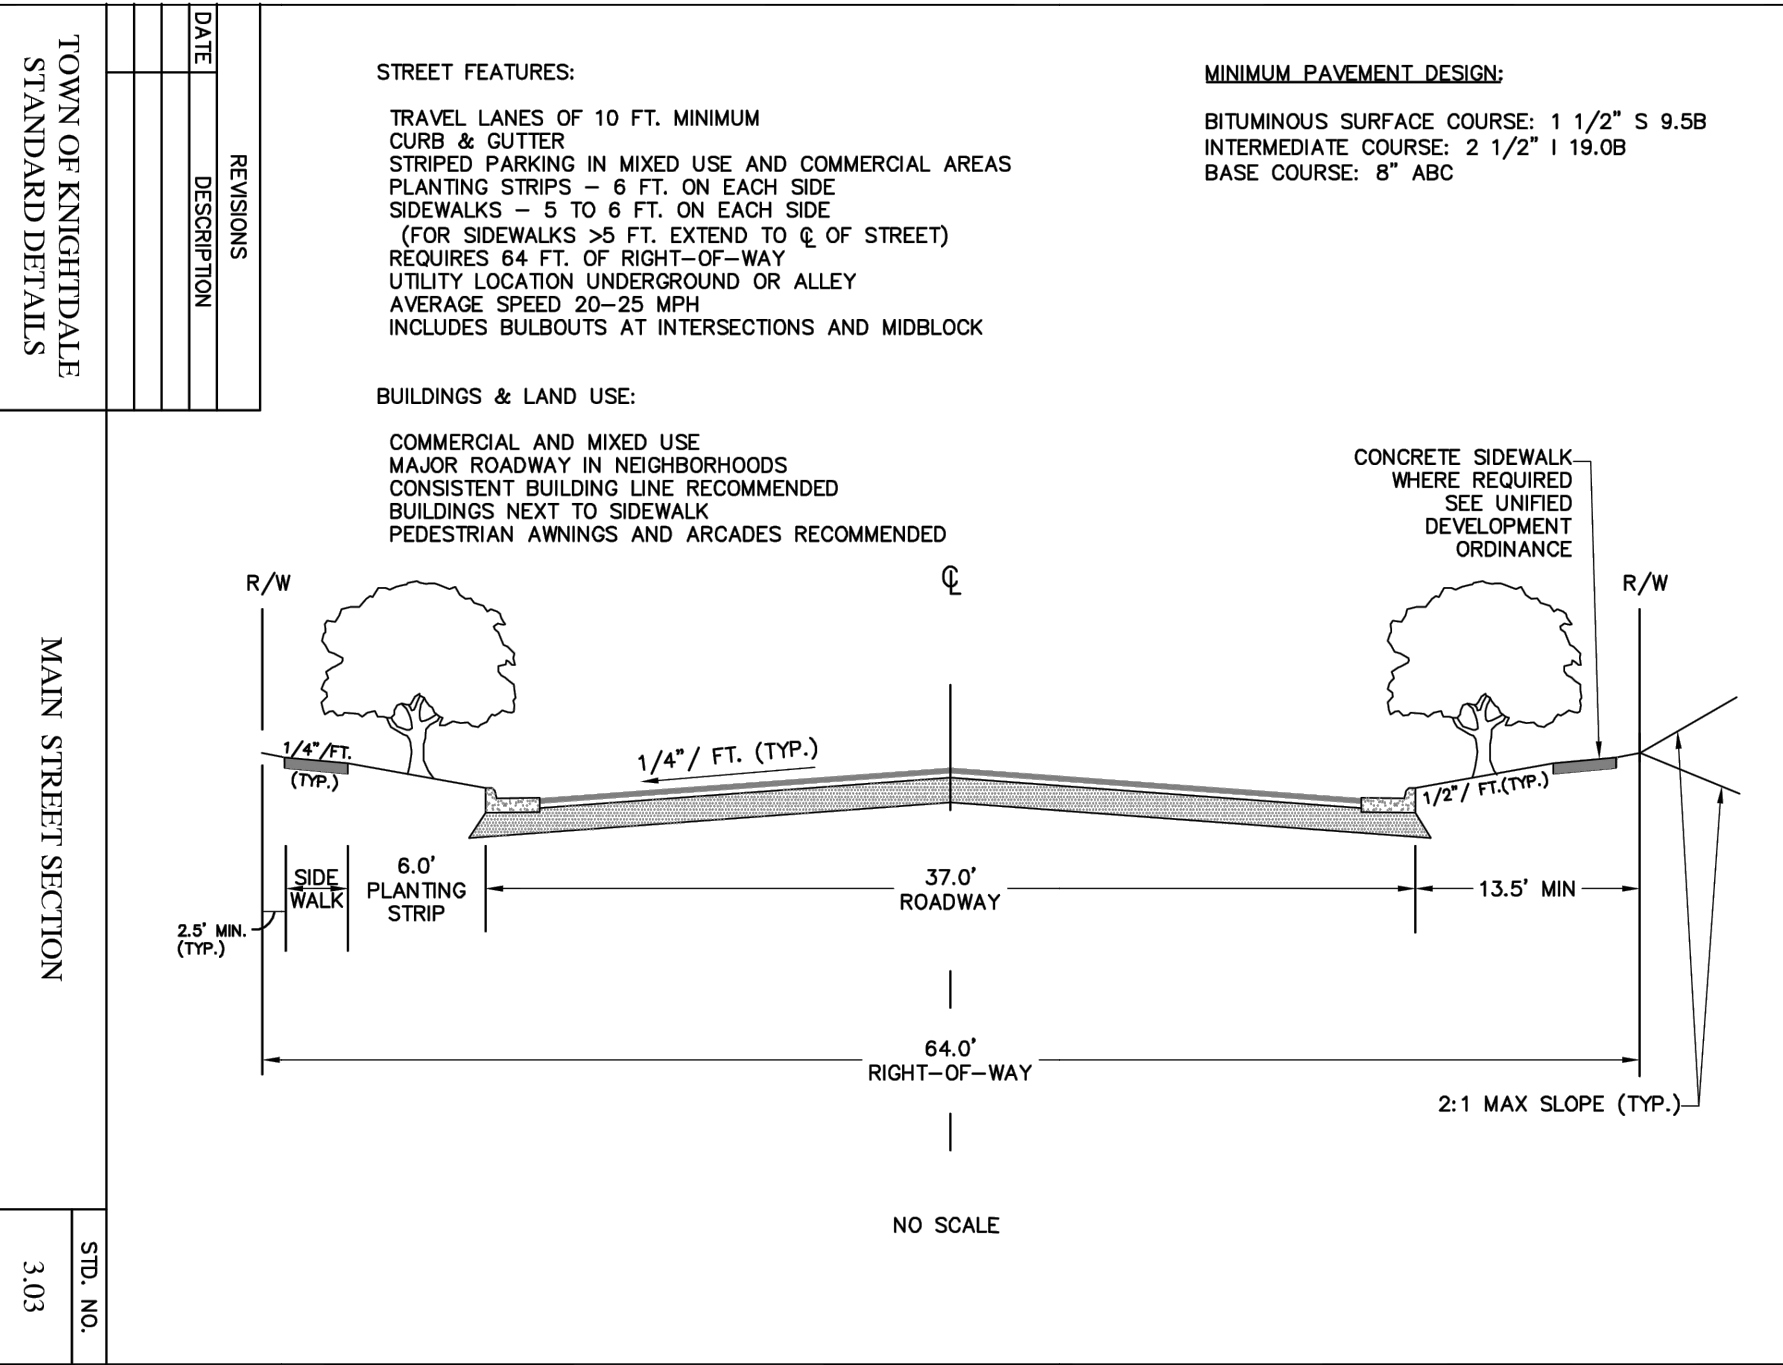 TOWN OF KNIGHTDALE
STANDARD DETAILS
REVISIONS
DATE
DESCRIPTION
MAIN STREET SECTION
STD. NO.
3.03
STREET FEATURES:
TRAVEL LANES OF 10 FT. MINIMUM
CURB & GUTTER
STRIPED PARKING IN MIXED USE AND COMMERCIAL AREAS
PLANTING STRIPS – 6 FT. ON EACH SIDE
SIDEWALKS – 5 TO 6 FT. ON EACH SIDE
(FOR SIDEWALKS >5 FT. EXTEND TO ℄ OF STREET)
REQUIRES 64 FT. OF RIGHT–OF–WAY
UTILITY LOCATION UNDERGROUND OR ALLEY
AVERAGE SPEED 20–25 MPH
INCLUDES BULBOUTS AT INTERSECTIONS AND MIDBLOCK
BUILDINGS & LAND USE:
COMMERCIAL AND MIXED USE
MAJOR ROADWAY IN NEIGHBORHOODS
CONSISTENT BUILDING LINE RECOMMENDED
BUILDINGS NEXT TO SIDEWALK
PEDESTRIAN AWNINGS AND ARCADES RECOMMENDED
MINIMUM PAVEMENT DESIGN:
BITUMINOUS SURFACE COURSE: 1 1/2" S 9.5B
INTERMEDIATE COURSE: 2 1/2" I 19.0B
BASE COURSE: 8" ABC
CONCRETE SIDEWALK
WHERE REQUIRED
SEE UNIFIED
DEVELOPMENT
ORDINANCE
R/W
℄
R/W
1/4"/FT.
(TYP.)
1/4"/ FT. (TYP.)
1/2"/ FT.(TYP.)
SIDE
WALK
6.0'
PLANTING
STRIP
37.0'
ROADWAY
13.5' MIN
2.5' MIN.
(TYP.)
64.0'
RIGHT–OF–WAY
2:1 MAX SLOPE (TYP.)
NO SCALE